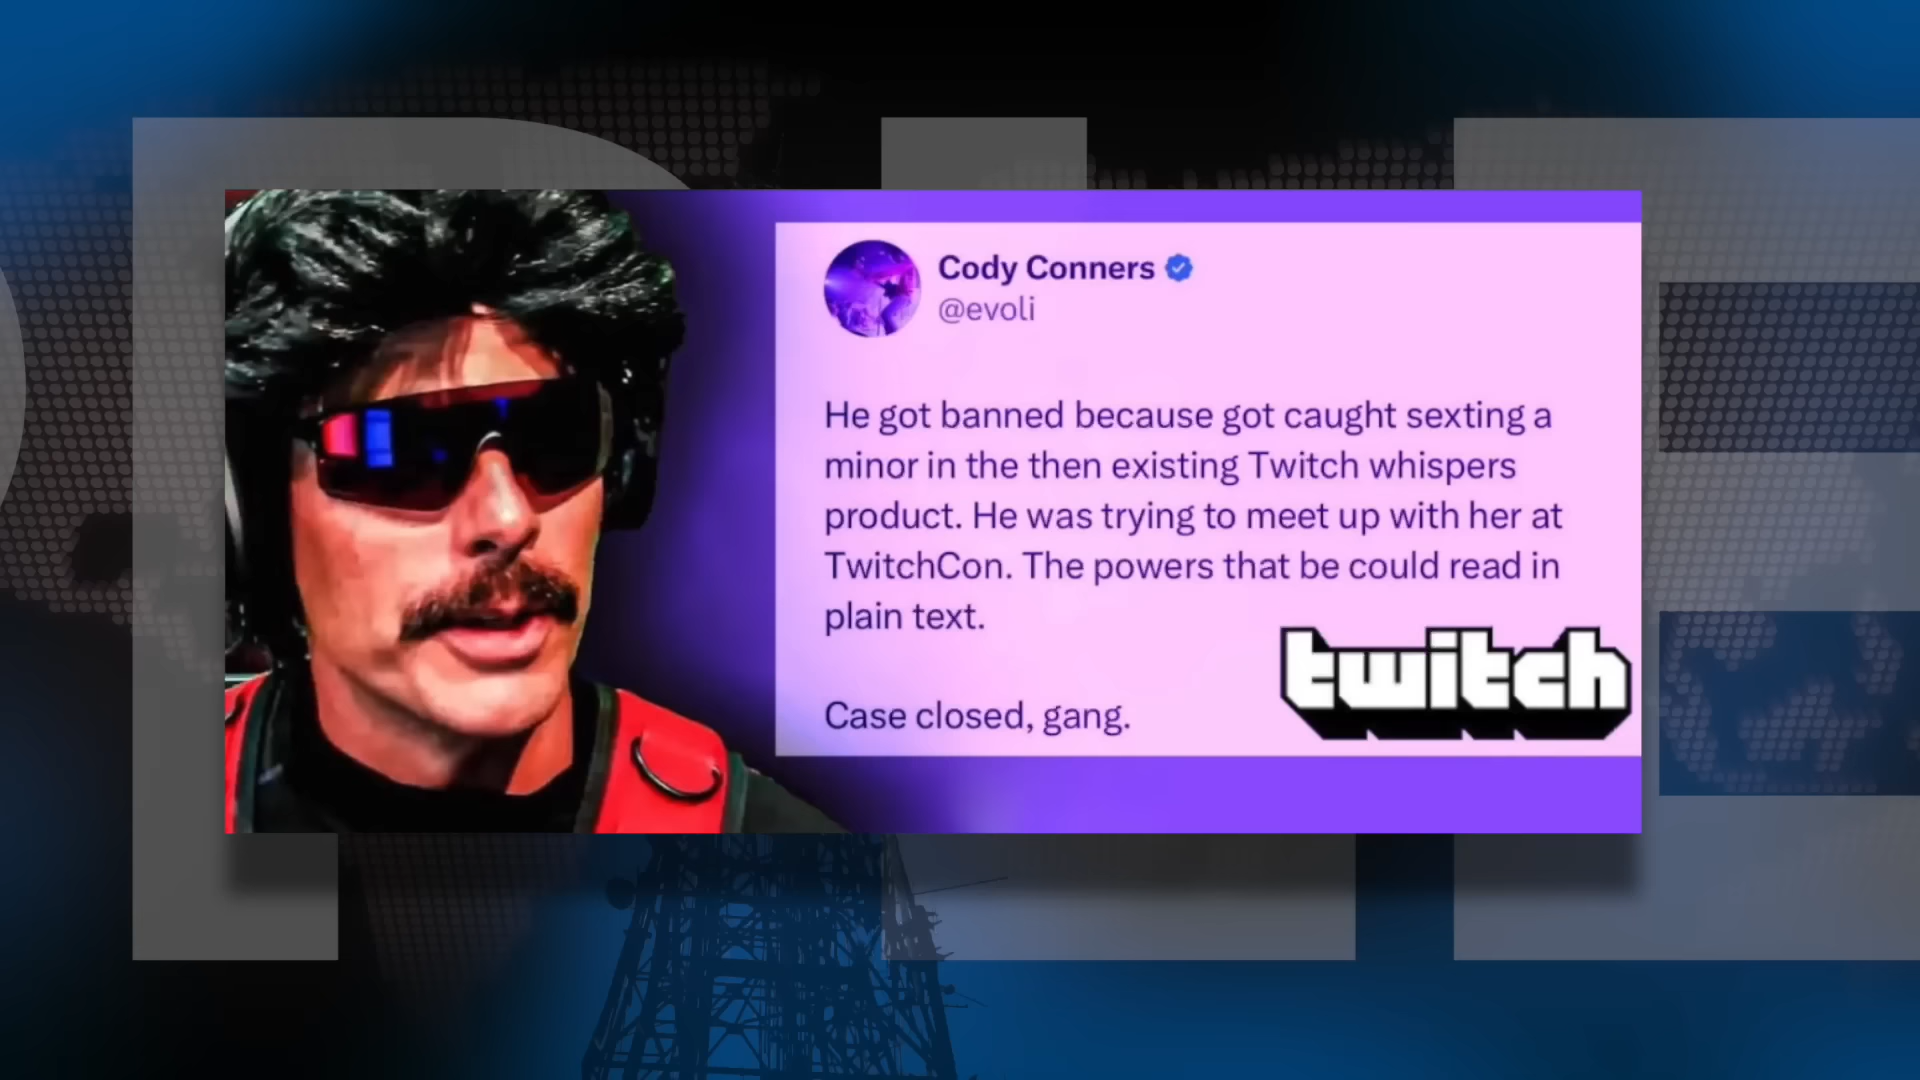 Cody Conners
@evoli
He got banned because got caught sexting a
minor in the then existing Twitch whispers
product. He was trying to meet up with her at
TwitchCon. The powers that be could read in
plain text.
Case closed, gang.
twitch